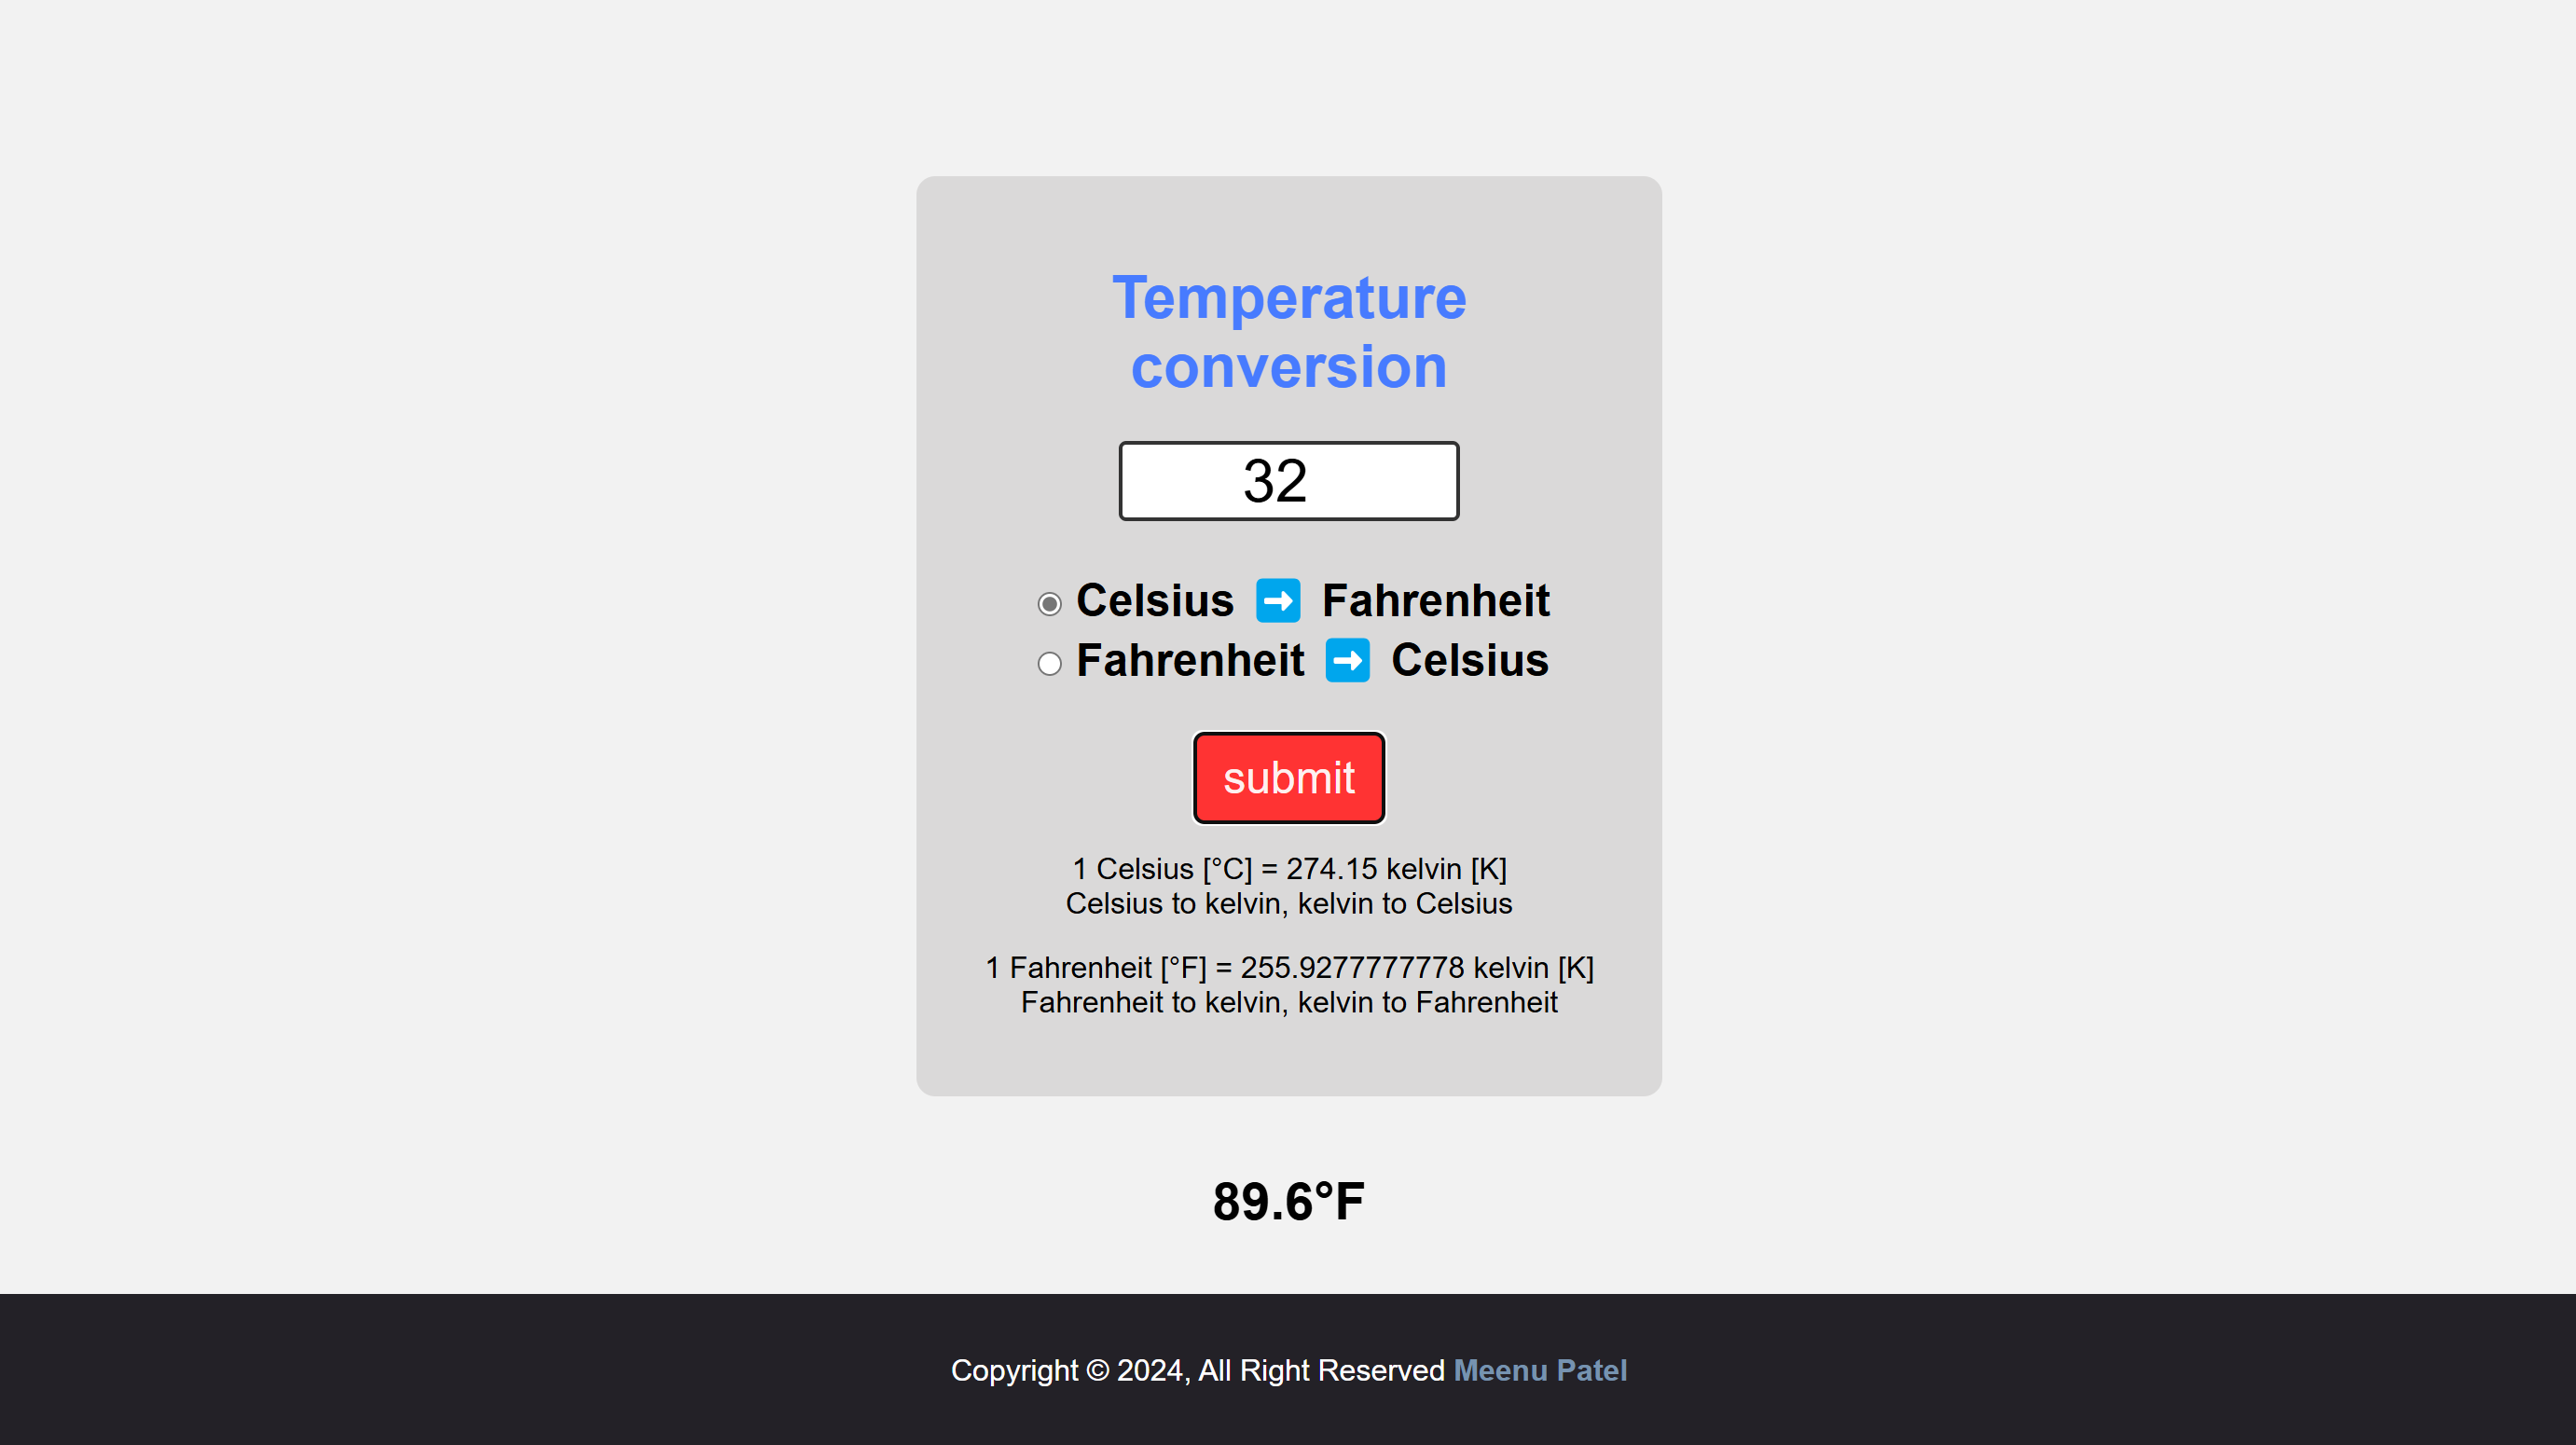 Temperature
conversion
32
Celsius ➡️ Fahrenheit
Fahrenheit ➡️ Celsius
submit
1 Celsius [°C] = 274.15 kelvin [K]
Celsius to kelvin, kelvin to Celsius
1 Fahrenheit [°F] = 255.9277777778 kelvin [K]
Fahrenheit to kelvin, kelvin to Fahrenheit
89.6°F
Copyright © 2024, All Right Reserved Meenu Patel